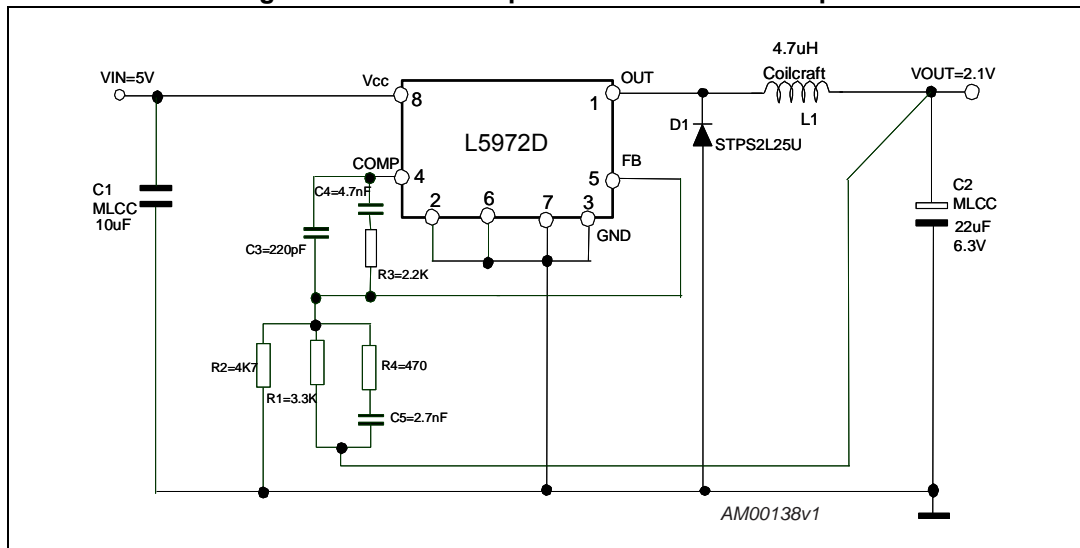 4.7uH
Coilcraft
L1
VIN=5V
Vcc
8
OUT
1
VOUT=2.1V
L5972D
D1
STPS2L25U
FB
5
COMP
4
C4=4.7nF
2
6
7
3
GND
C1
MLCC
10uF
C3=220pF
R3=2.2K
C2
MLCC
22uF
6.3V
R2=4K7
R1=3.3K
R4=470
C5=2.7nF
AM00138v1